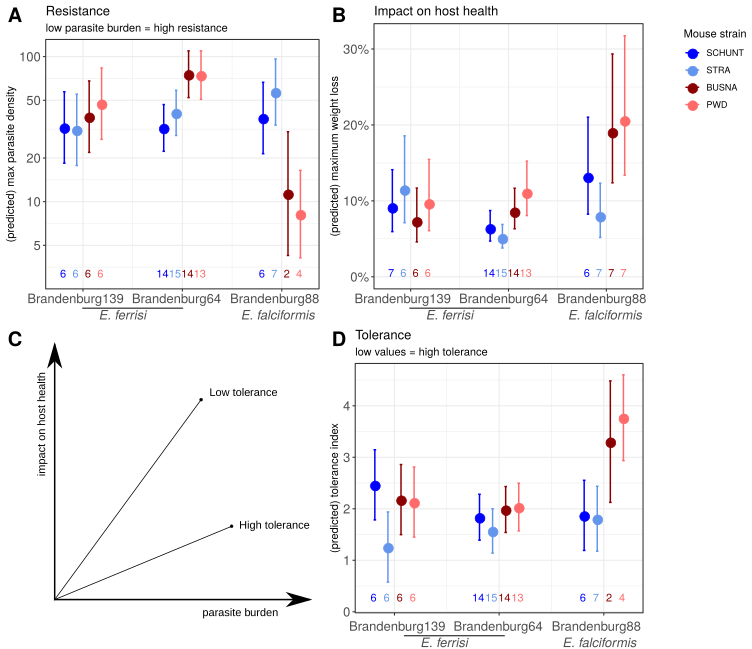 A
Resistance
low parasite burden = high resistance
(predicted) max parasite density
100
50
20
10
5
6 6 6 6 14 15 14 13 6 7 2 4
Brandenburg139 Brandenburg64 Brandenburg88
E. ferrisi E. falciformis
B
Impact on host health
(predicted) maximum weight loss
30%
20%
10%
0%
7 6 6 6 14 15 14 13 6 7 7 7
Brandenburg139 Brandenburg64 Brandenburg88
E. ferrisi E. falciformis
Mouse strain
SCHUNT
STRA
BUSNA
PWD
C
impact on host health
Low tolerance
High tolerance
parasite burden
D
Tolerance
low values = high tolerance
(predicted) tolerance index
4
3
2
1
0
6 6 6 6 14 15 14 13 6 7 2 4
Brandenburg139 Brandenburg64 Brandenburg88
E. ferrisi E. falciformis